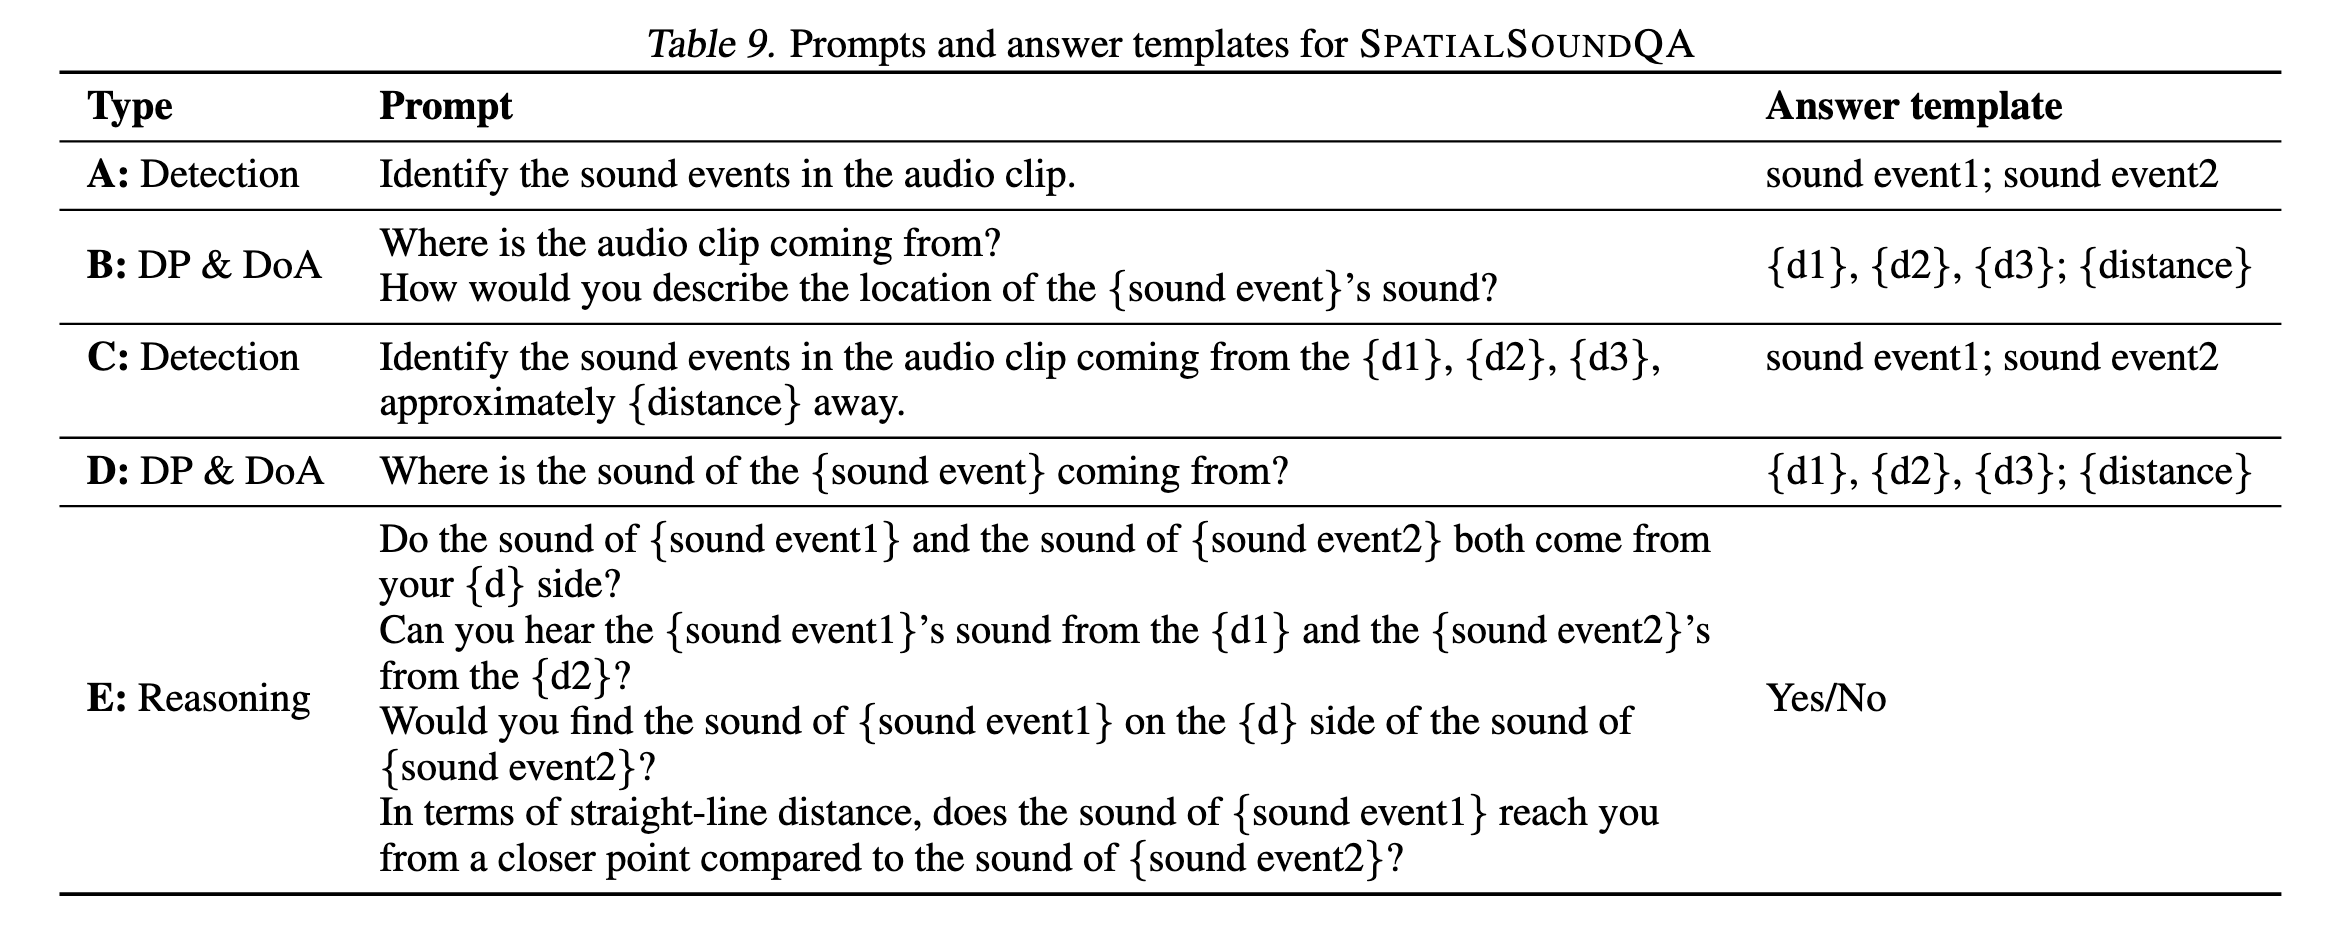 Table 9. Prompts and answer templates for SPATIALSOUNDQA
Type Prompt Answer template
A: Detection Identify the sound events in the audio clip. sound event1; sound event2
Where is the audio clip coming from?
B: DP & DoA {d1}, {d2}, {d3}; {distance}
How would you describe the location of the {sound event}’s sound?
C: Detection Identify the sound events in the audio clip coming from the {d1}, {d2}, {d3}, sound event1; sound event2
approximately {distance} away.
D: DP & DoA Where is the sound of the {sound event} coming from? {d1}, {d2}, {d3}; {distance}
Do the sound of {sound event1} and the sound of {sound event2} both come from
your {d} side?
Can you hear the {sound event1}’s sound from the {d1} and the {sound event2}’s
from the {d2}?
E: Reasoning Yes/No
Would you find the sound of {sound event1} on the {d} side of the sound of
{sound event2}?
In terms of straight-line distance, does the sound of {sound event1} reach you
from a closer point compared to the sound of {sound event2}?